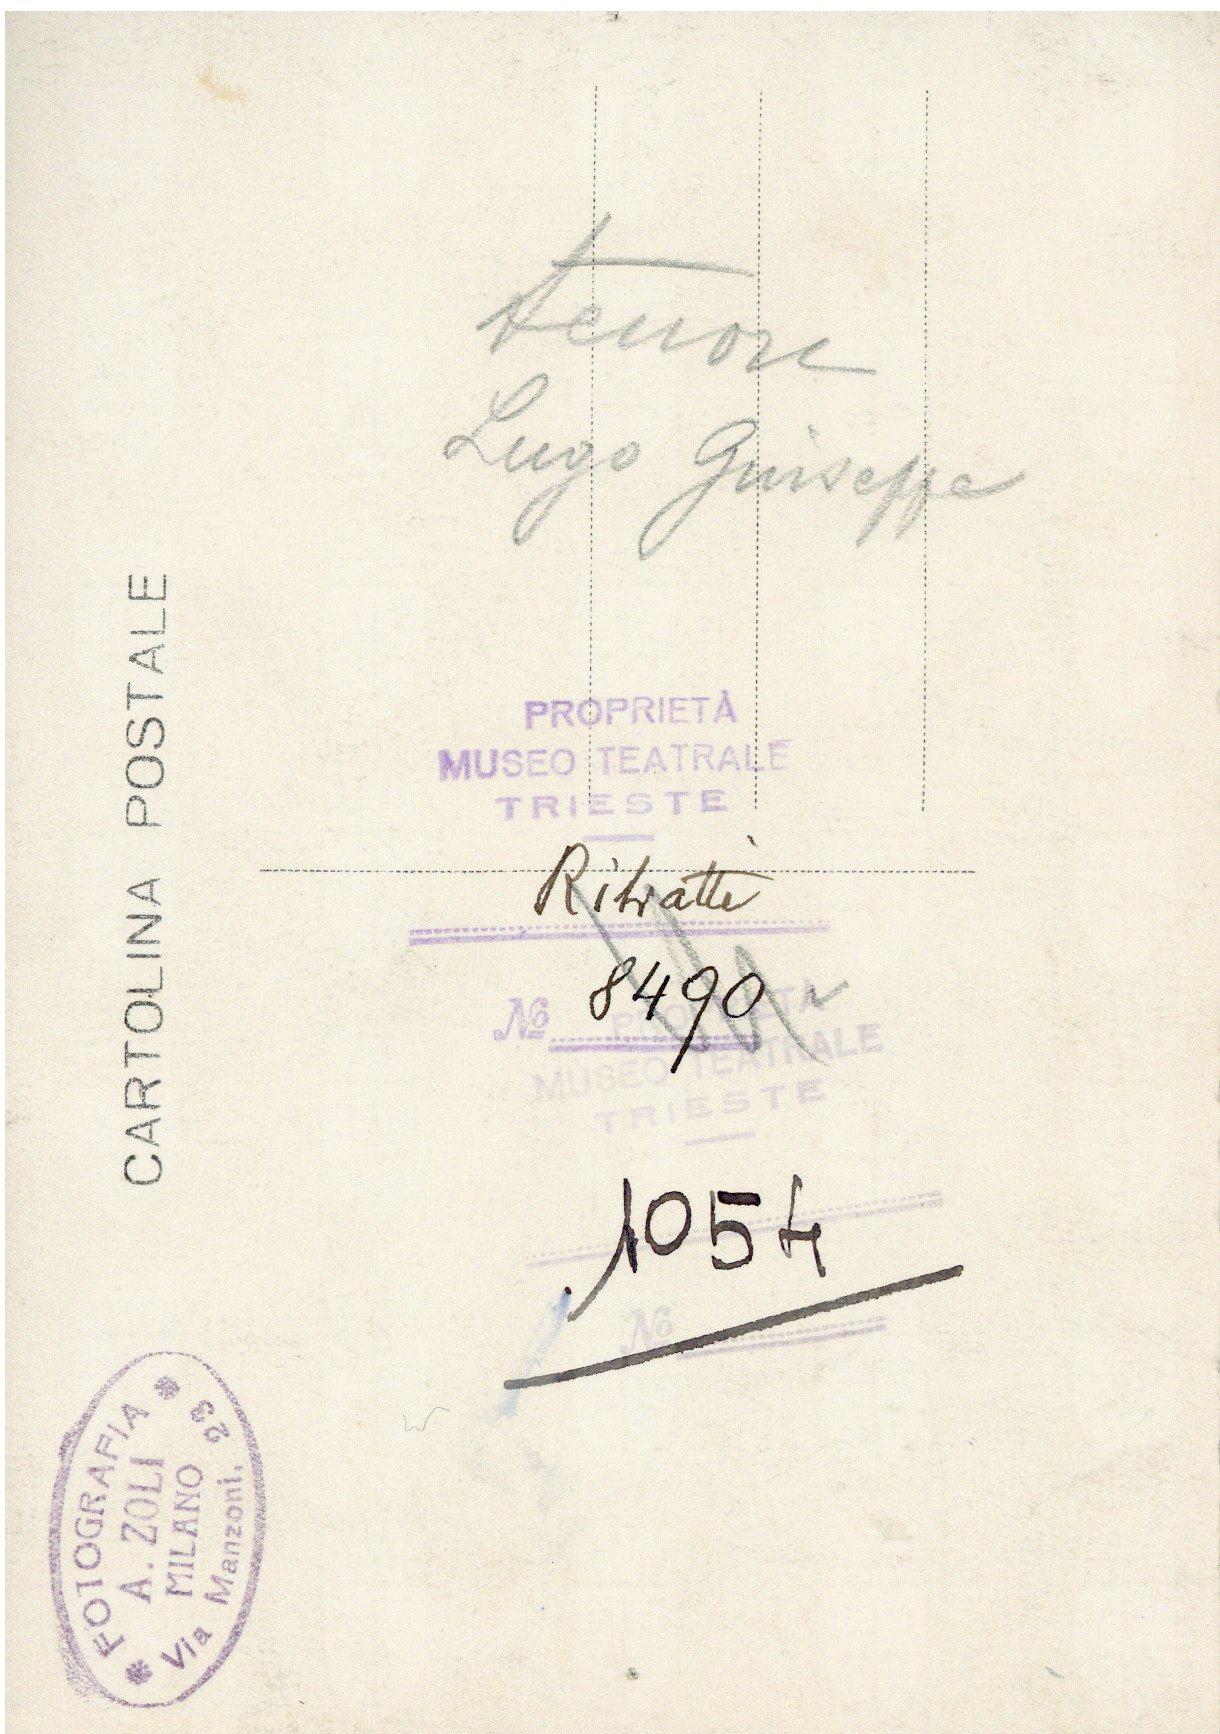 Tenore
Lugo Giuseppe
CARTOLINA POSTALE
PROPRIETÀ
MUSEO TEATRALE
TRIESTE
Ritratti
No 8490
PROPRIETÀ
MUSEO TEATRALE
TRIESTE
1054
No
FOTOGRAFIA
A. ZOLI
MILANO
Via Manzoni, 23